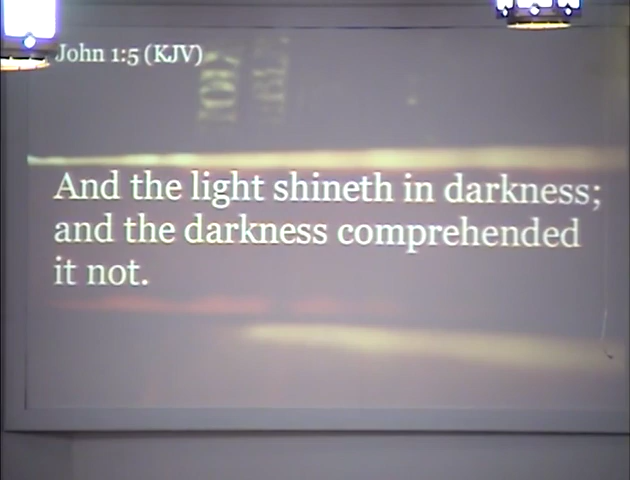 John 1:5 (KJV)
And the light shineth in darkness;
and the darkness comprehended
it not.